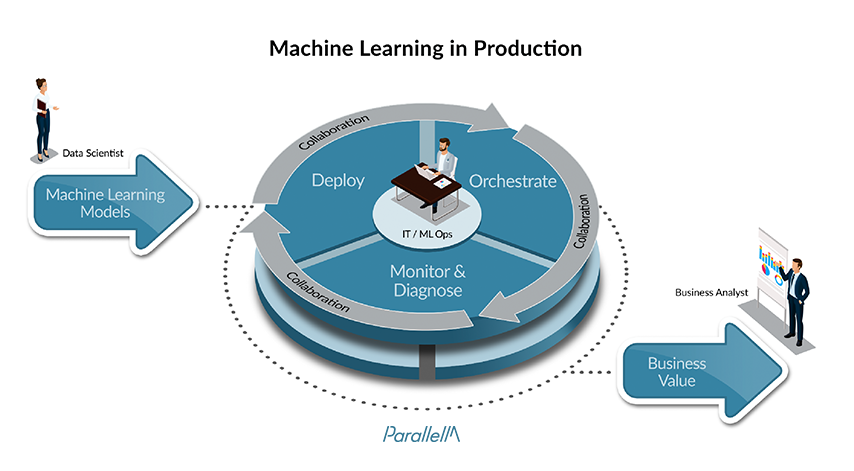 Machine Learning in Production
Data Scientist
Machine Learning
Models
Collaboration
Deploy
Orchestrate
Collaboration
IT / ML Ops
Monitor &
Diagnose
Collaboration
Business Analyst
Business
Value
ParallelM